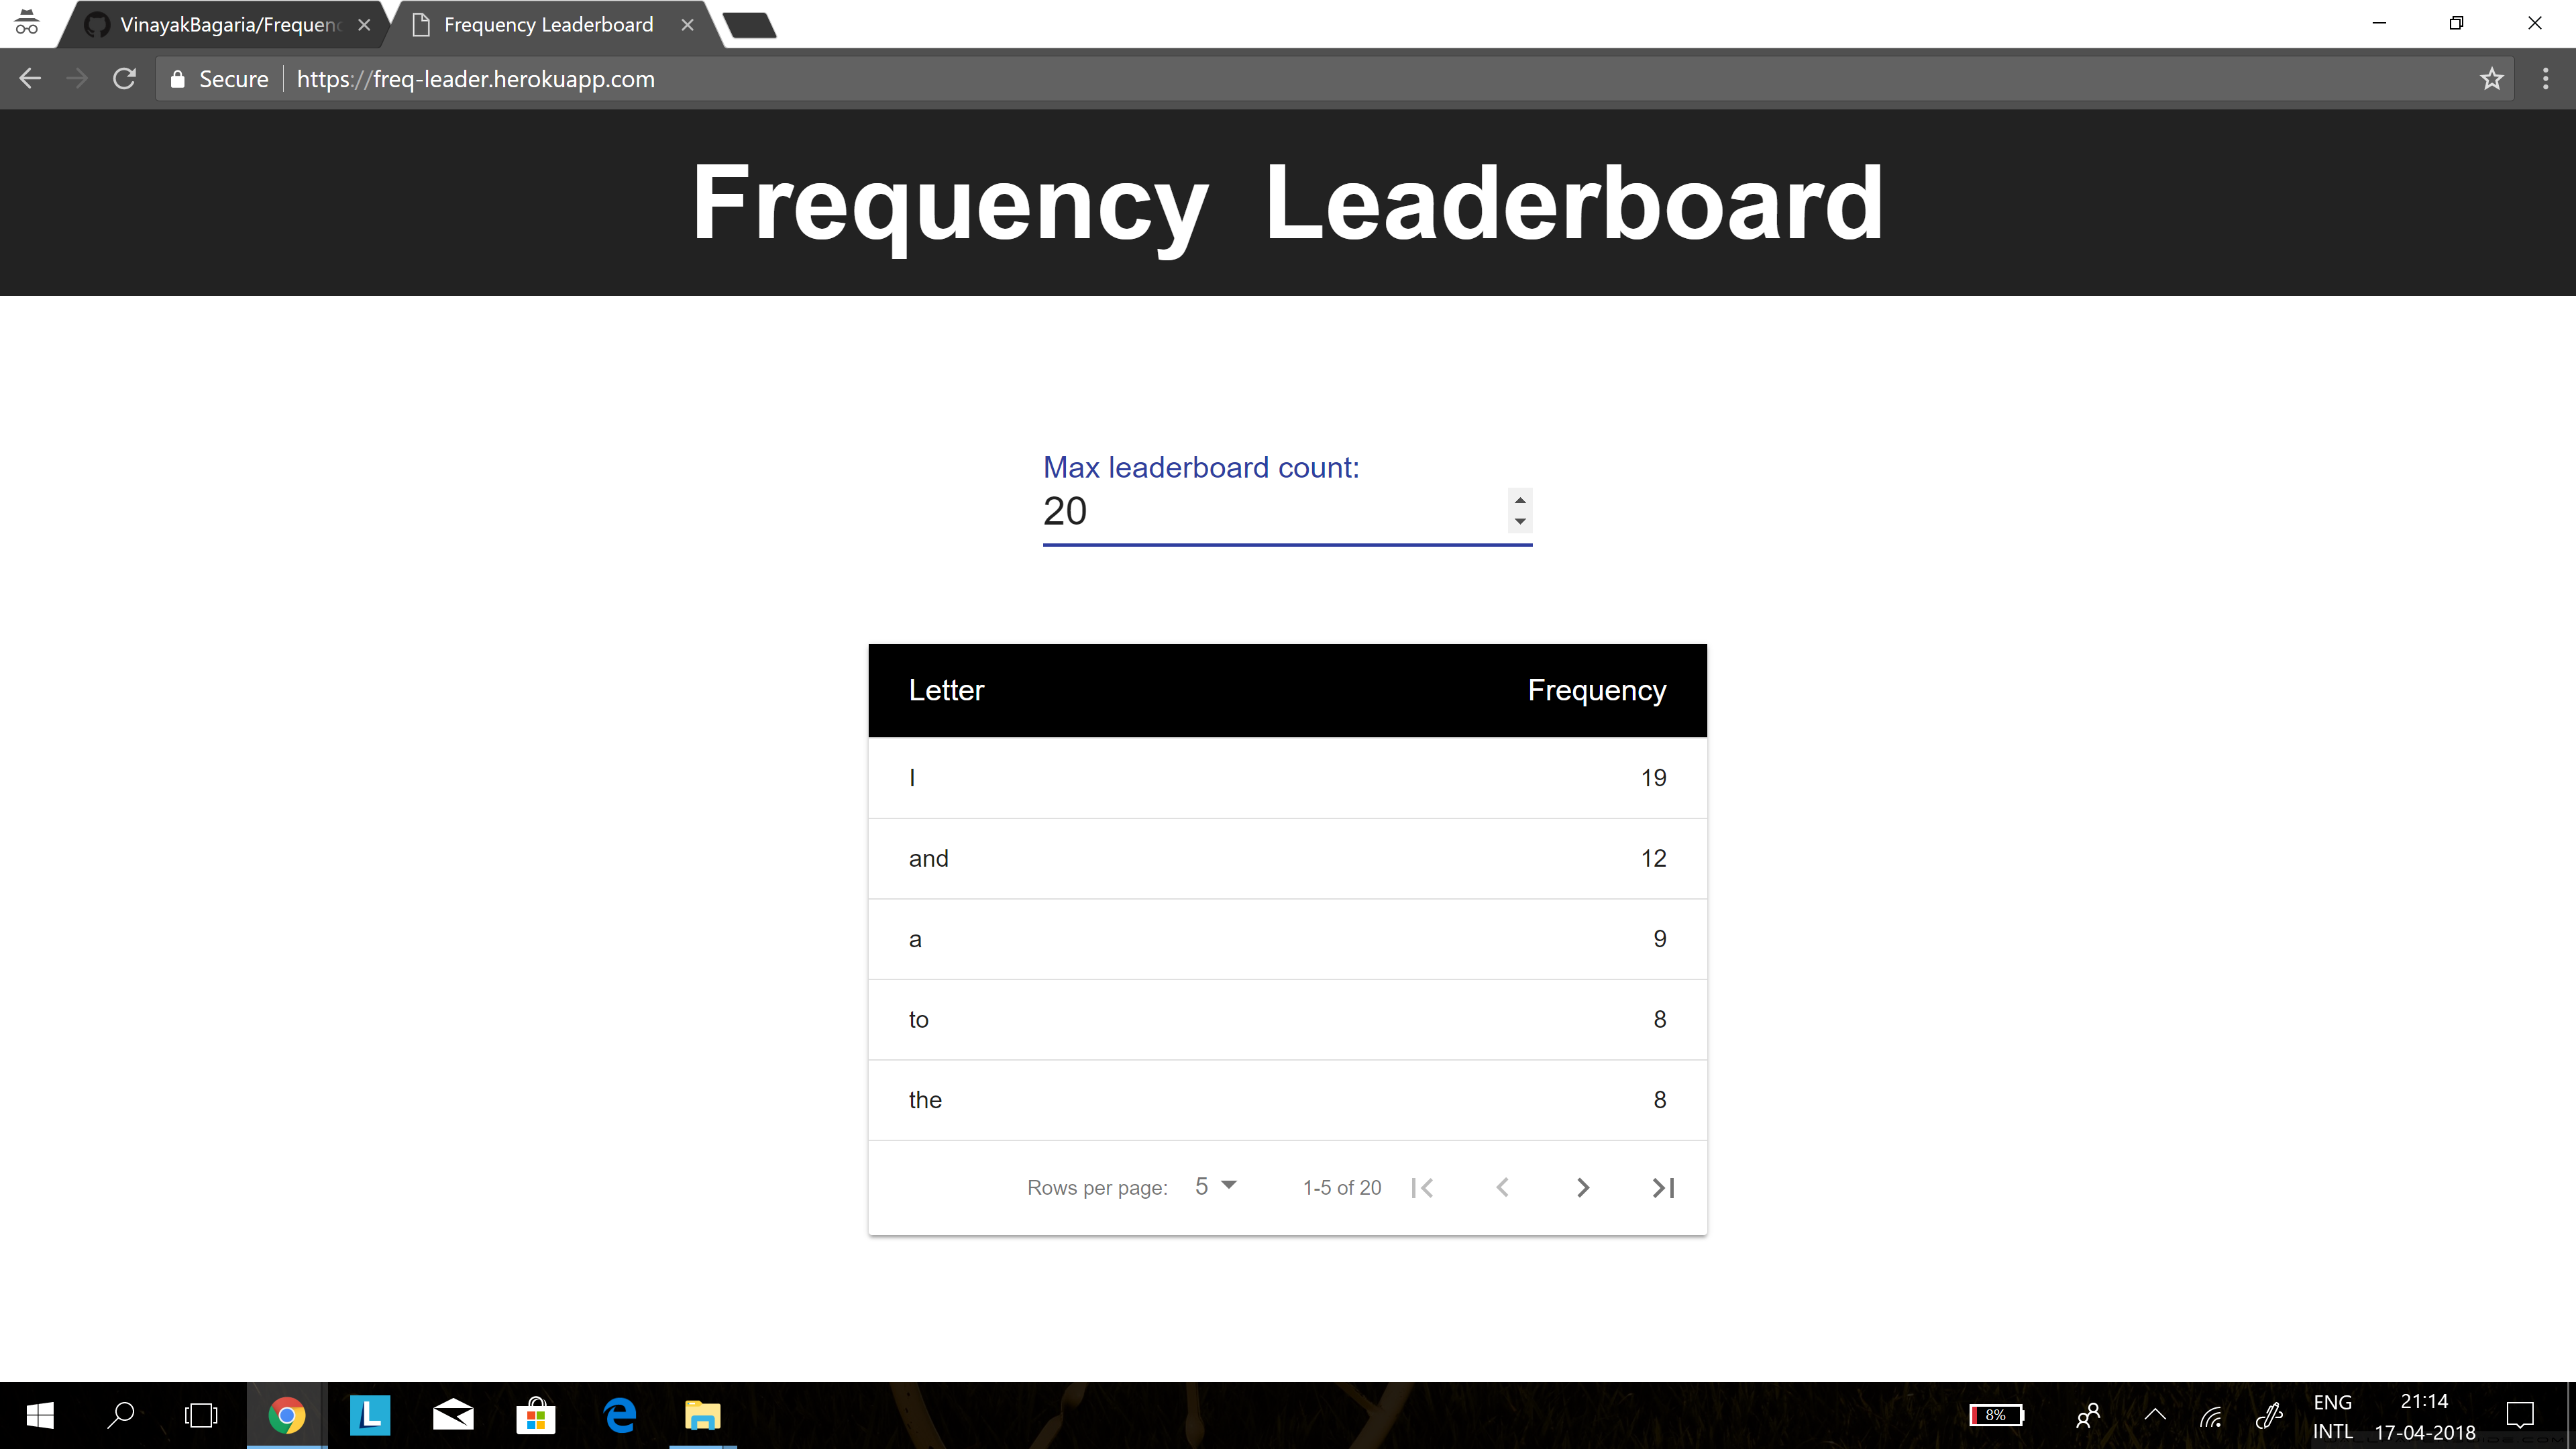 VinayakBagaria/Frequenc
Frequency Leaderboard
Secure
https://freq-leader.herokuapp.com
Frequency Leaderboard
Max leaderboard count:
20
Letter Frequency
I 19
and 12
a 9
to 8
the 8
Rows per page: 5 1-5 of 20
L
8%
ENG
INTL
21:14
17-04-2018